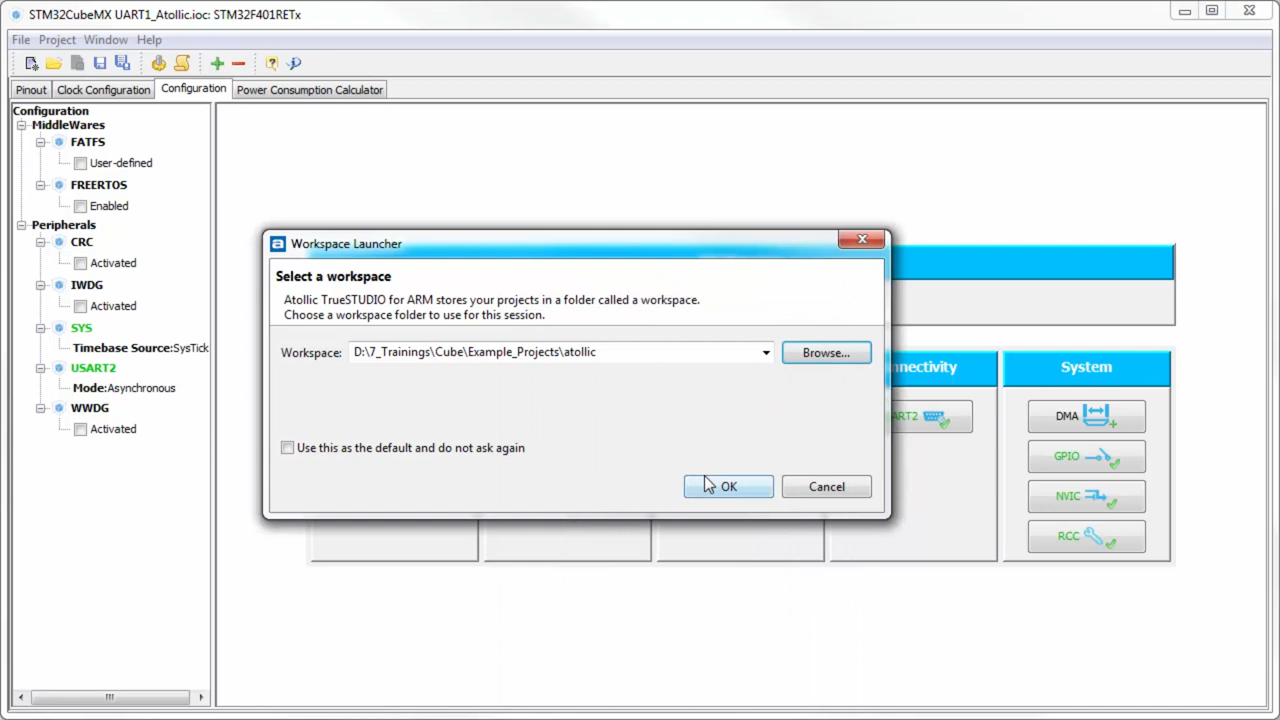 STM32CubeMX UART1_Atollic.ioc: STM32F401RETx
File Project Window Help
Pinout Clock Configuration Configuration Power Consumption Calculator
Configuration
MiddleWares
FATFS
User-defined
FREERTOS
Enabled
Peripherals
CRC
Activated
IWDG
Activated
SYS
Timebase Source:SysTick
USART2
Mode:Asynchronous
WWDG
Activated
Workspace Launcher
Select a workspace
Atollic TrueSTUDIO for ARM stores your projects in a folder called a workspace.
Choose a workspace folder to use for this session.
Workspace: D:\7_Trainings\Cube\Example_Projects\atollic Browse...
Use this as the default and do not ask again
OK Cancel
nnectivity System
ART2 DMA
GPIO
NVIC
RCC